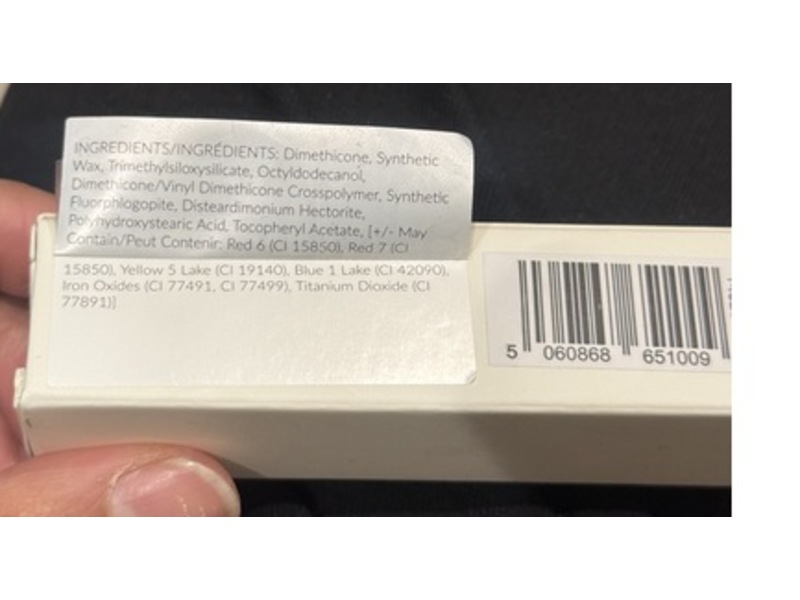 INGREDIENTS/INGRÉDIENTS: Dimethicone, Synthetic
Wax, Trimethylsiloxysilicate, Octyldodecanol,
Dimethicone/Vinyl Dimethicone Crosspolymer, Synthetic
Fluorphlogopite, Disteardimonium Hectorite,
Polyhydroxystearic Acid, Tocopheryl Acetate, [+/- May
Contain/Peut Contenir: Red 6 (CI 15850), Red 7 (CI
15850), Yellow 5 Lake (CI 19140), Blue 1 Lake (CI 42090),
Iron Oxides (CI 77491, CI 77499), Titanium Dioxide (CI
77891)]
5 060868 651009